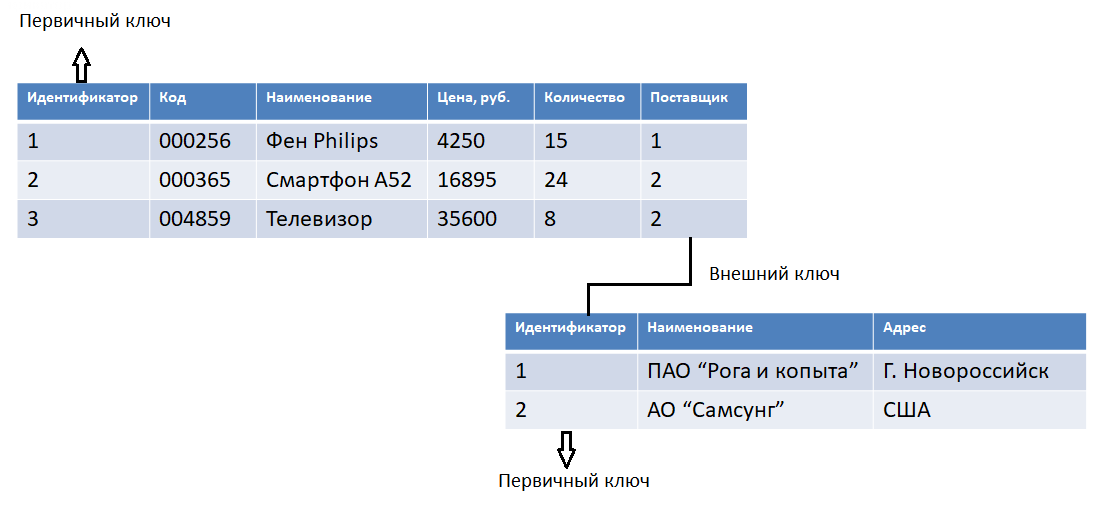 Первичный ключ
Идентификатор Код Наименование Цена, руб. Количество Поставщик
1 000256 Фен Philips 4250 15 1
2 000365 Смартфон A52 16895 24 2
3 004859 Телевизор 35600 8 2
Внешний ключ
Идентификатор Наименование Адрес
1 ПАО “Рога и копыта” Г. Новороссийск
2 АО “Самсунг” США
Первичный ключ